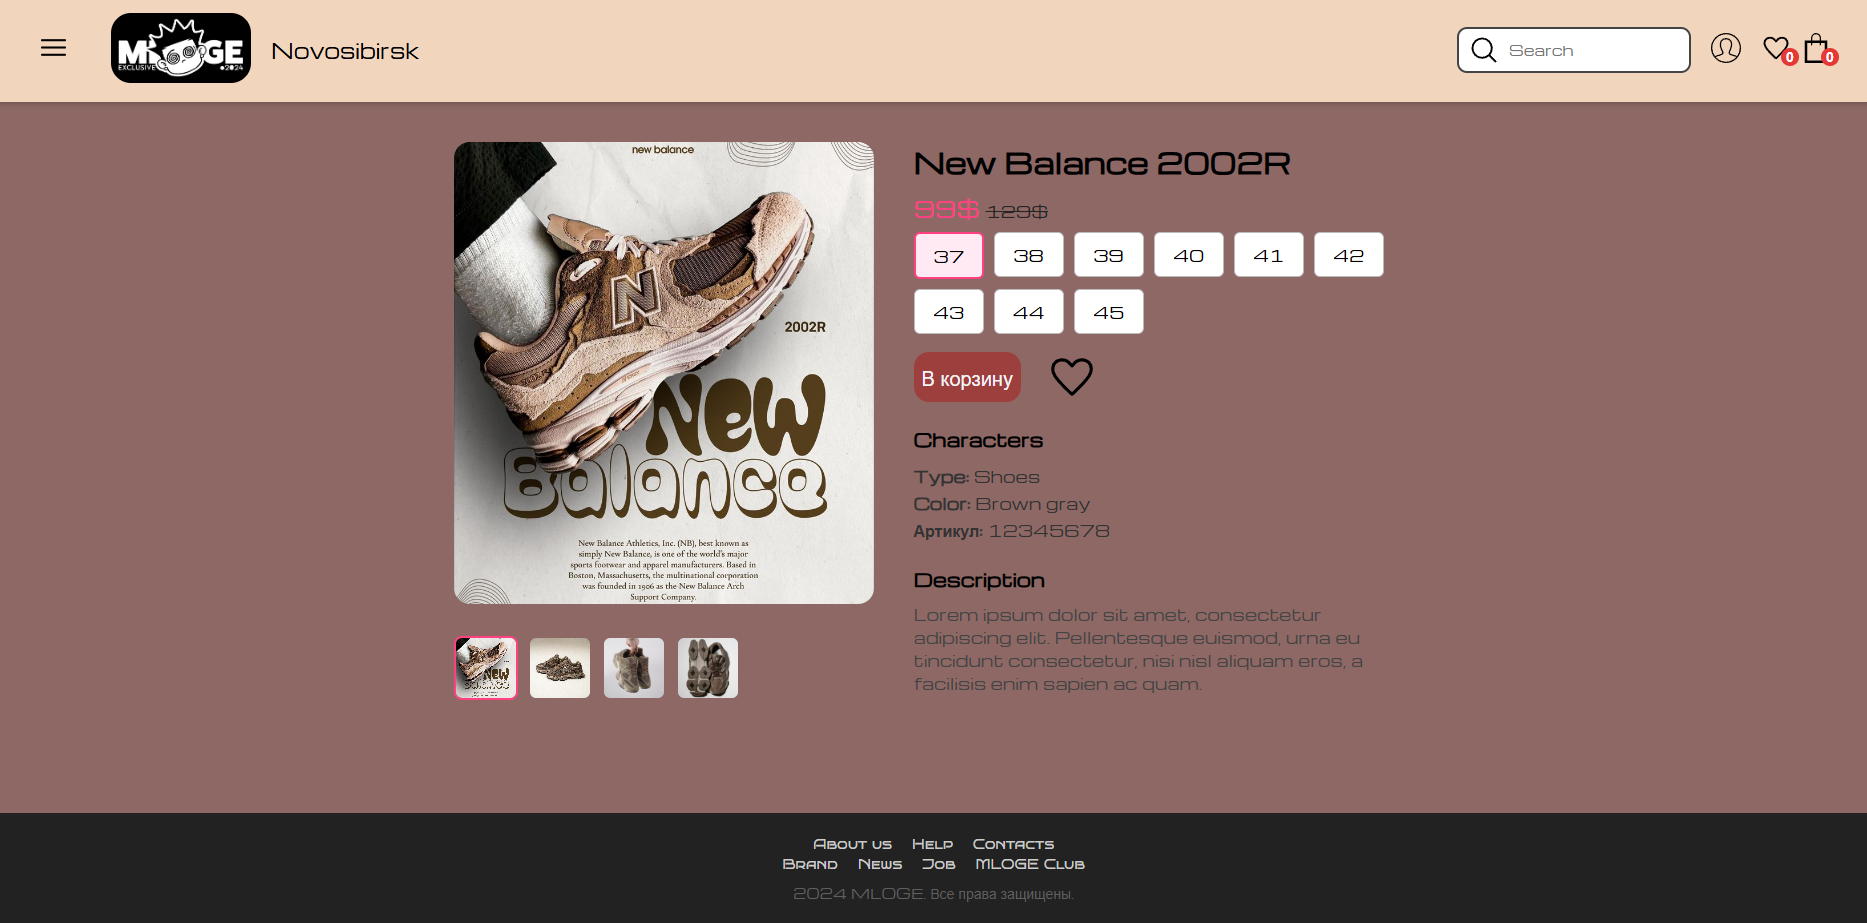 MLOGE
EXCLUSIVE
•2024
Novosibirsk
Search
0
0
new balance
2002R
New
Balance
New Balance Athletics, Inc. (NB), best known as
simply New Balance, is one of the world's major
sports footwear and apparel manufacturers. Based in
Boston, Massachusetts, the multinational corporation
was founded in 1906 as the New Balance Arch
Support Company.
New Balance 2002R
99$ 129$
37 38 39 40 41 42
43 44 45
В корзину
Characters
Type: Shoes
Color: Brown gray
Артикул: 12345678
Description
Lorem ipsum dolor sit amet, consectetur
adipiscing elit. Pellentesque euismod, urna eu
tincidunt consectetur, nisi nisl aliquam eros, a
facilisis enim sapien ac quam.
About us Help Contacts
Brand News Job MLOGE Club
2024 MLOGE. Все права защищены.